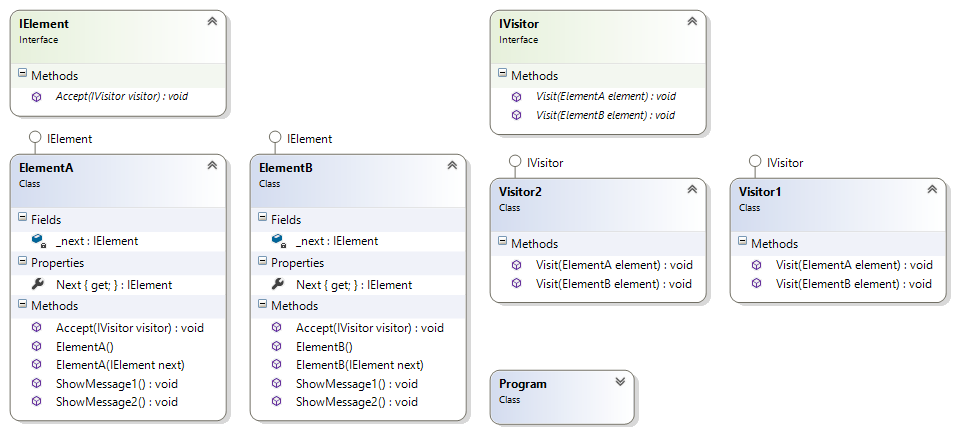 IElement
Interface
Methods
Accept(IVisitor visitor) : void
IVisitor
Interface
Methods
Visit(ElementA element) : void
Visit(ElementB element) : void
IElement
ElementA
Class
Fields
_next : IElement
Properties
Next { get; } : IElement
Methods
Accept(IVisitor visitor) : void
ElementA()
ElementA(IElement next)
ShowMessage1() : void
ShowMessage2() : void
IElement
ElementB
Class
Fields
_next : IElement
Properties
Next { get; } : IElement
Methods
Accept(IVisitor visitor) : void
ElementB()
ElementB(IElement next)
ShowMessage1() : void
ShowMessage2() : void
IVisitor
Visitor2
Class
Methods
Visit(ElementA element) : void
Visit(ElementB element) : void
IVisitor
Visitor1
Class
Methods
Visit(ElementA element) : void
Visit(ElementB element) : void
Program
Class